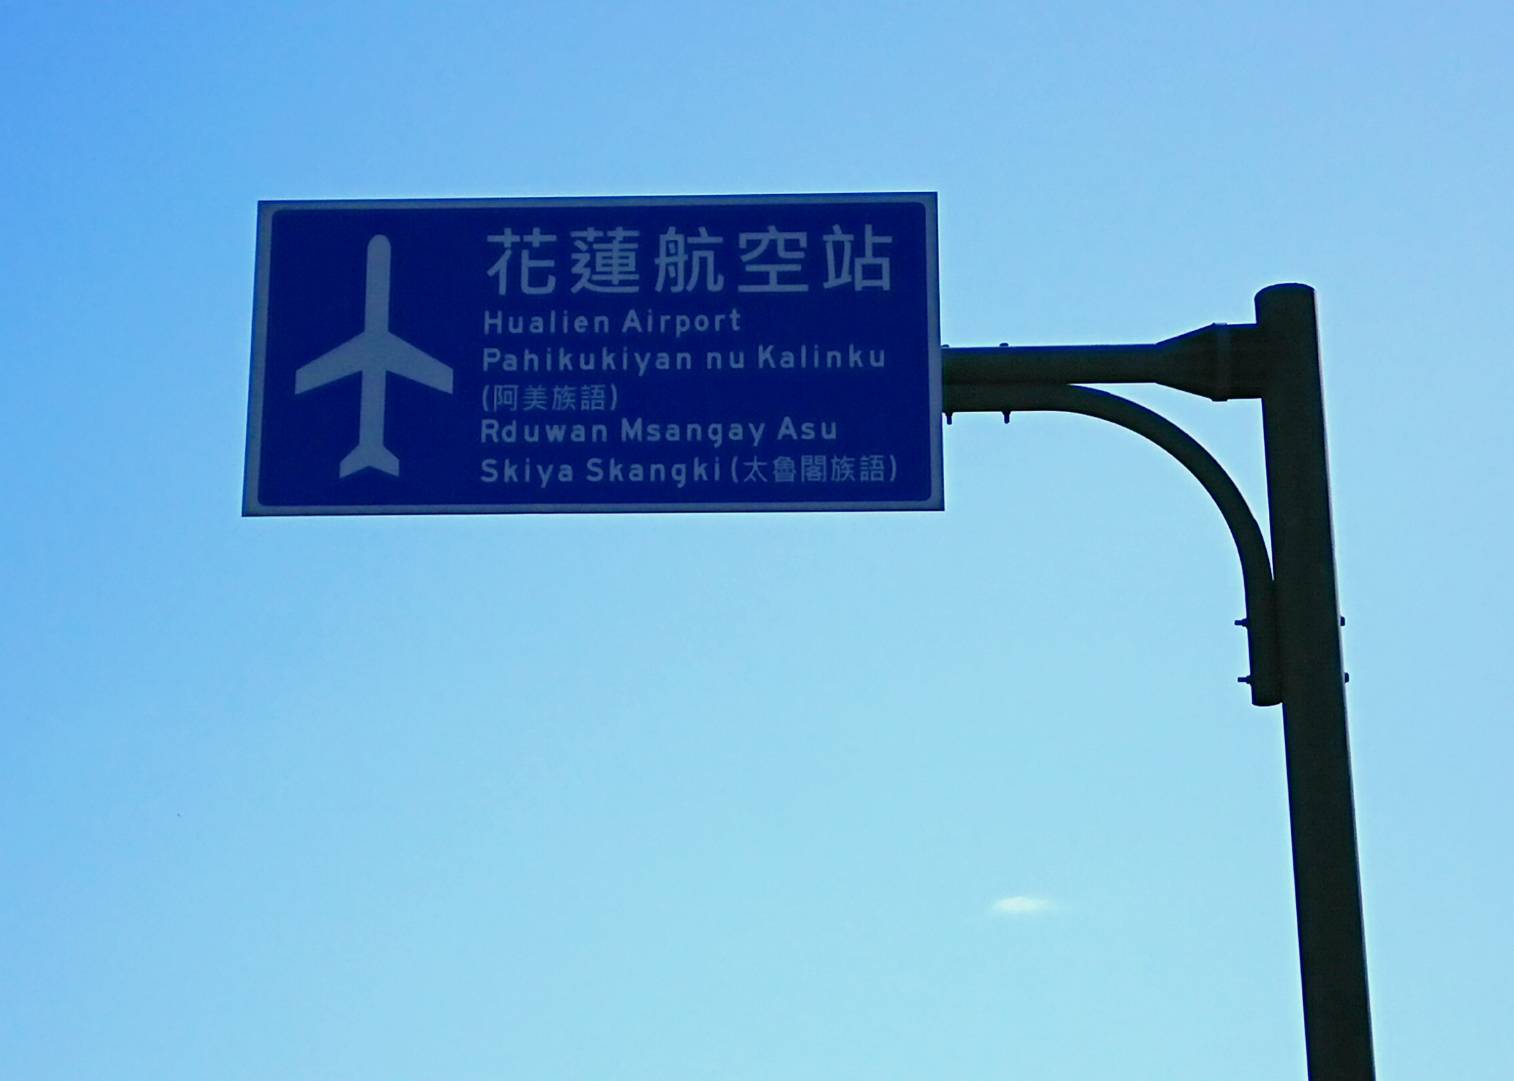 花蓮航空站
Hualien Airport
Pahikukiyan nu Kalinku
(阿美族語)
Rduwan Msangay Asu
Skiya Skangki (太魯閣族語)